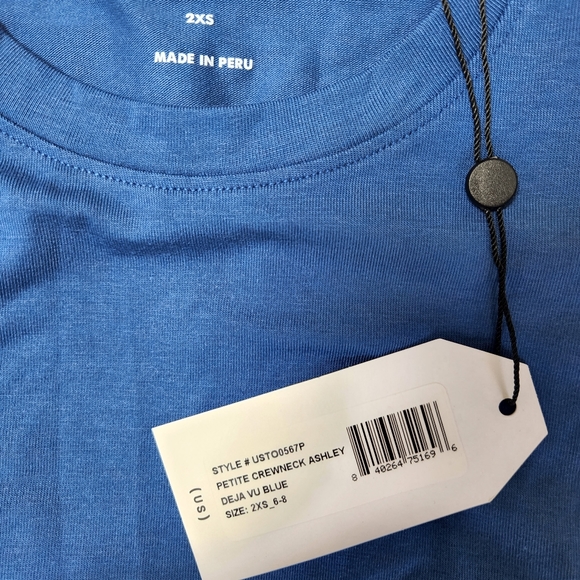 2XS
MADE IN PERU
STYLE # USTO0567P
PETITE CREWNECK ASHLEY
DEJA VU BLUE
SIZE: 2XS_6-8
(us)
8 40264 75169 6